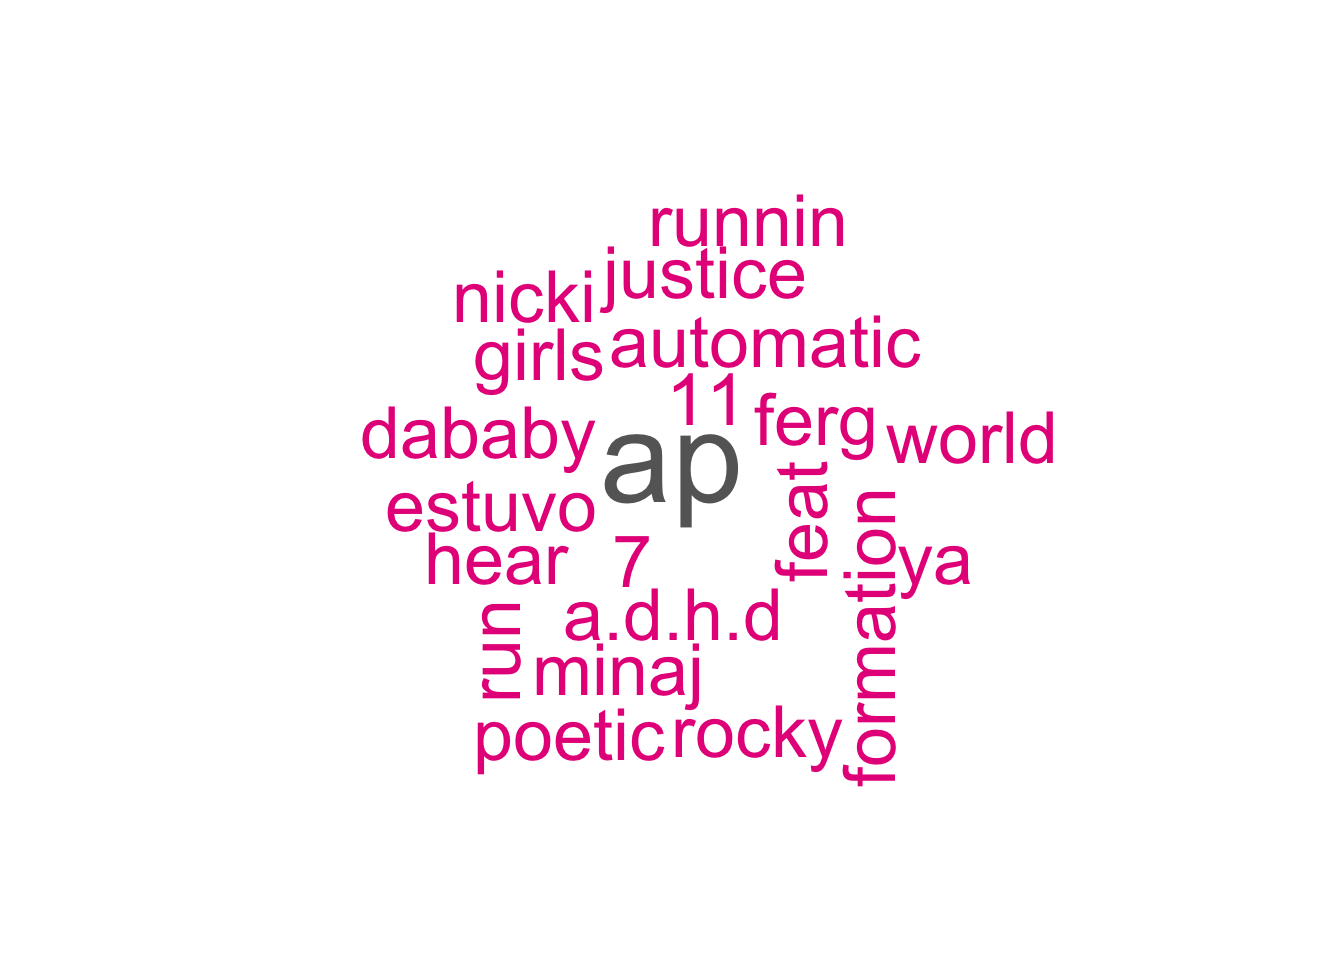 runnin
justice
nicki
automatic
girls
11
ferg
dababy
world
ap
estuvo
feat
hear
7
formation
ya
a.d.h.d
run
minaj
poetic
rocky